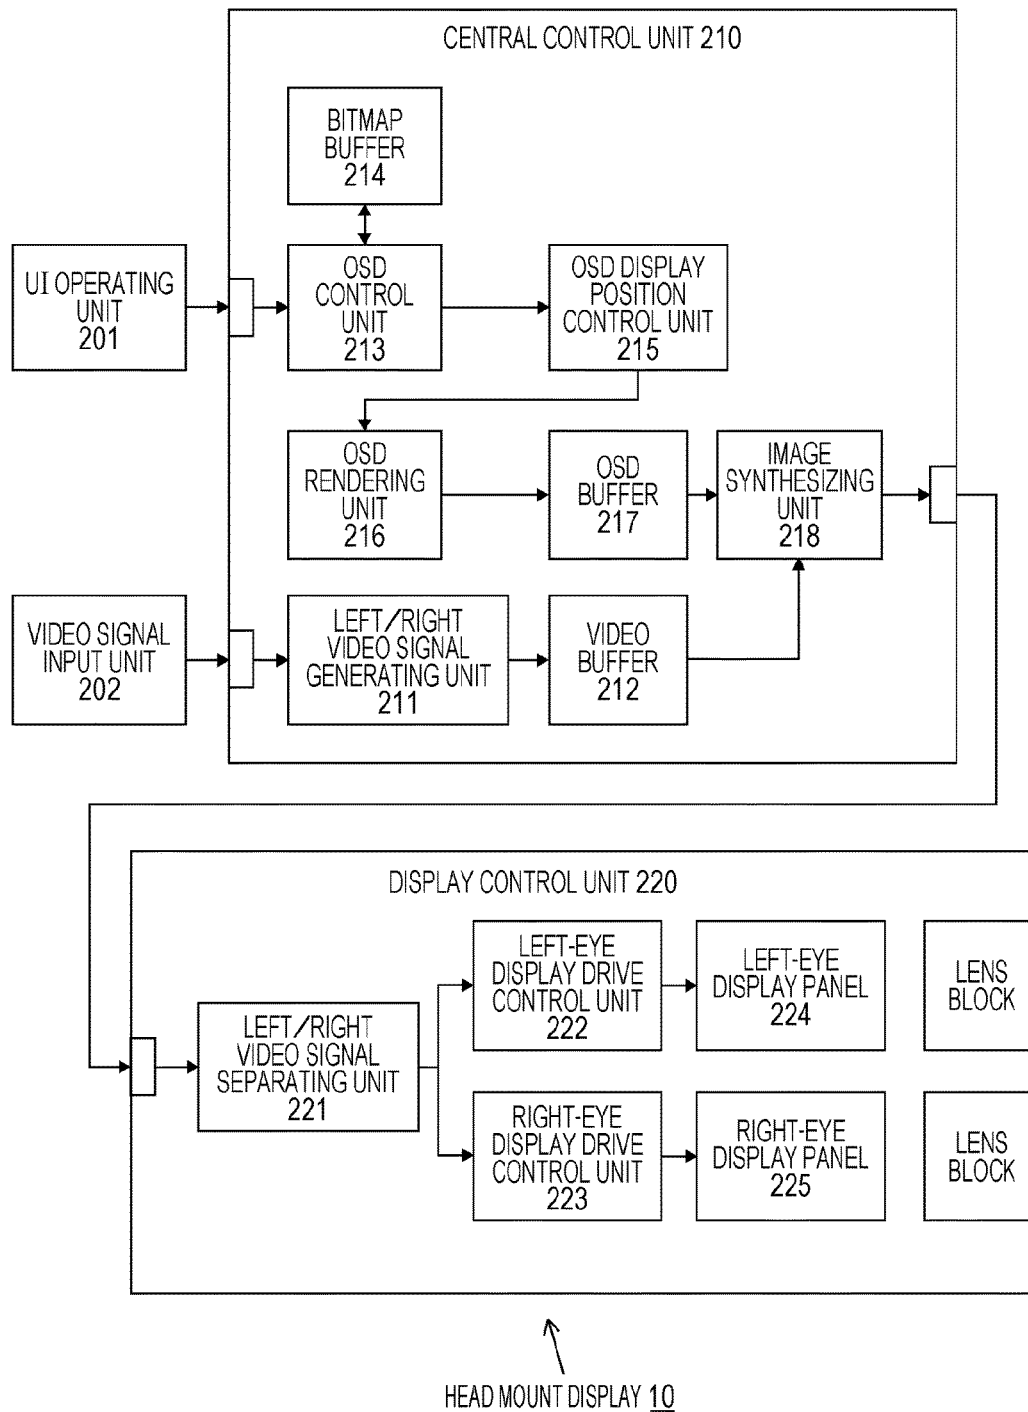 CENTRAL CONTROL UNIT 210
BITMAP
BUFFER
214
UI OPERATING
UNIT
201
OSD
CONTROL
UNIT
213
OSD DISPLAY
POSITION
CONTROL UNIT
215
OSD
RENDERING
UNIT
216
OSD
BUFFER
217
IMAGE
SYNTHESIZING
UNIT
218
VIDEO SIGNAL
INPUT UNIT
202
LEFT/RIGHT
VIDEO SIGNAL
GENERATING UNIT
211
VIDEO
BUFFER
212
DISPLAY CONTROL UNIT 220
LEFT/RIGHT
VIDEO SIGNAL
SEPARATING UNIT
221
LEFT-EYE
DISPLAY DRIVE
CONTROL UNIT
222
LEFT-EYE
DISPLAY PANEL
224
LENS
BLOCK
RIGHT-EYE
DISPLAY DRIVE
CONTROL UNIT
223
RIGHT-EYE
DISPLAY PANEL
225
LENS
BLOCK
HEAD MOUNT DISPLAY 10